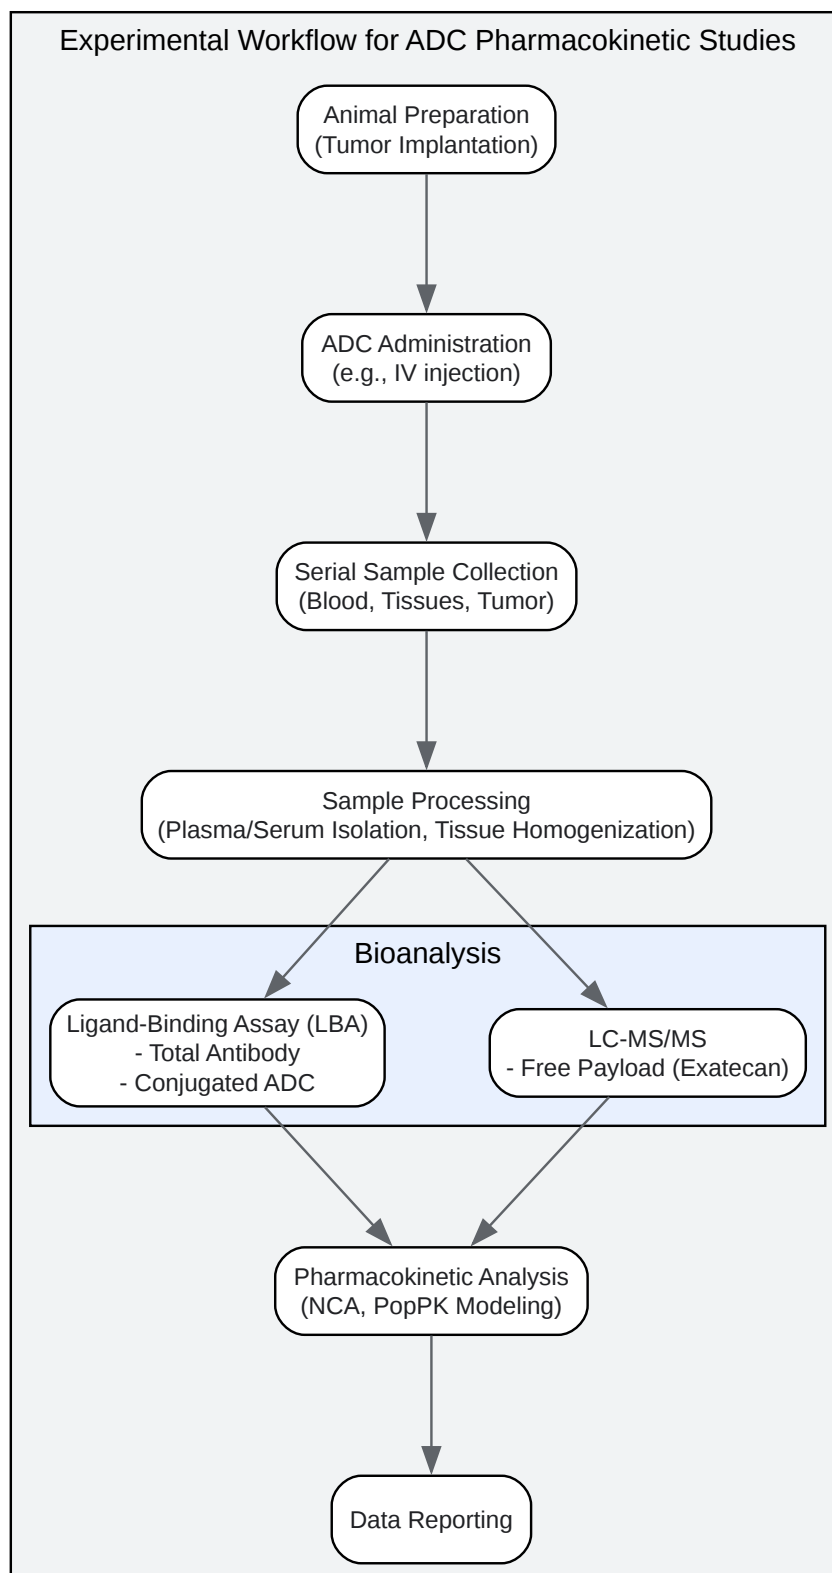 Experimental Workflow for ADC Pharmacokinetic Studies
Animal Preparation
(Tumor Implantation)
ADC Administration
(e.g., IV injection)
Serial Sample Collection
(Blood, Tissues, Tumor)
Sample Processing
(Plasma/Serum Isolation, Tissue Homogenization)
Bioanalysis
Ligand-Binding Assay (LBA)
- Total Antibody
- Conjugated ADC
LC-MS/MS
- Free Payload (Exatecan)
Pharmacokinetic Analysis
(NCA, PopPK Modeling)
Data Reporting